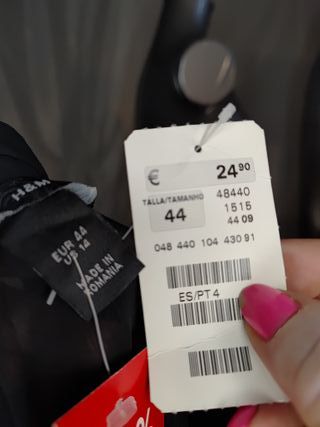 € 24 90
TALLA/TAMANHO
44
48440
1515
44 09
048 440 104 430 91
ES/PT 4
H&M
EUR 44
US 14
MADE IN
ROMANIA